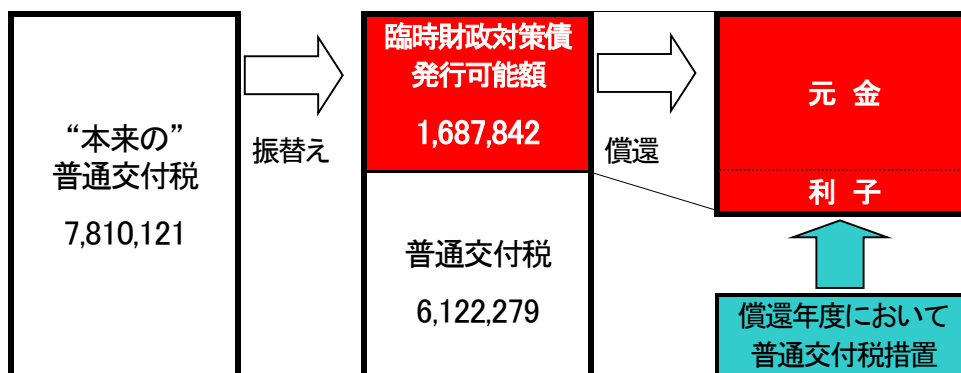 “本来の”
普通交付税
7,810,121
振替え
臨時財政対策債
発行可能額
1,687,842
普通交付税
6,122,279
償還
元 金
利 子
償還年度において
普通交付税措置